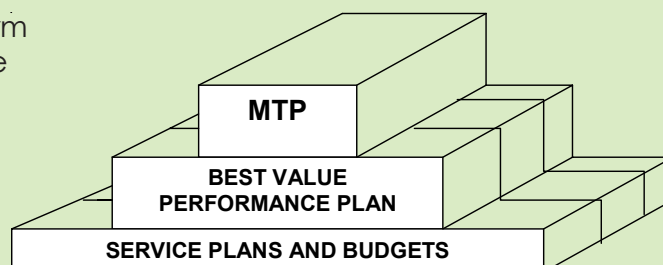 MTP
BEST VALUE
PERFORMANCE PLAN
SERVICE PLANS AND BUDGETS